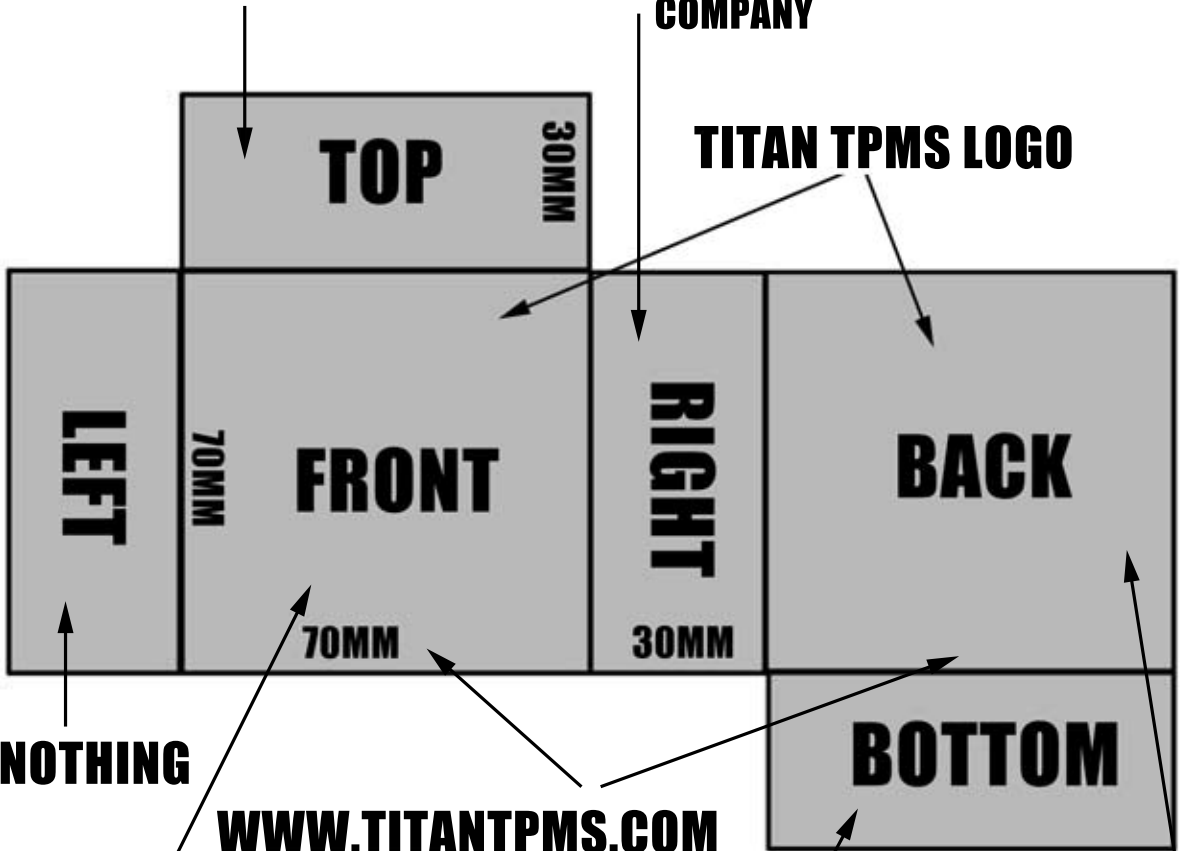 COMPANY
TITAN TPMS LOGO
TOP
30MM
LEFT
70MM
FRONT
70MM
RIGHT
30MM
BACK
NOTHING
BOTTOM
WWW.TITANTPMS.COM